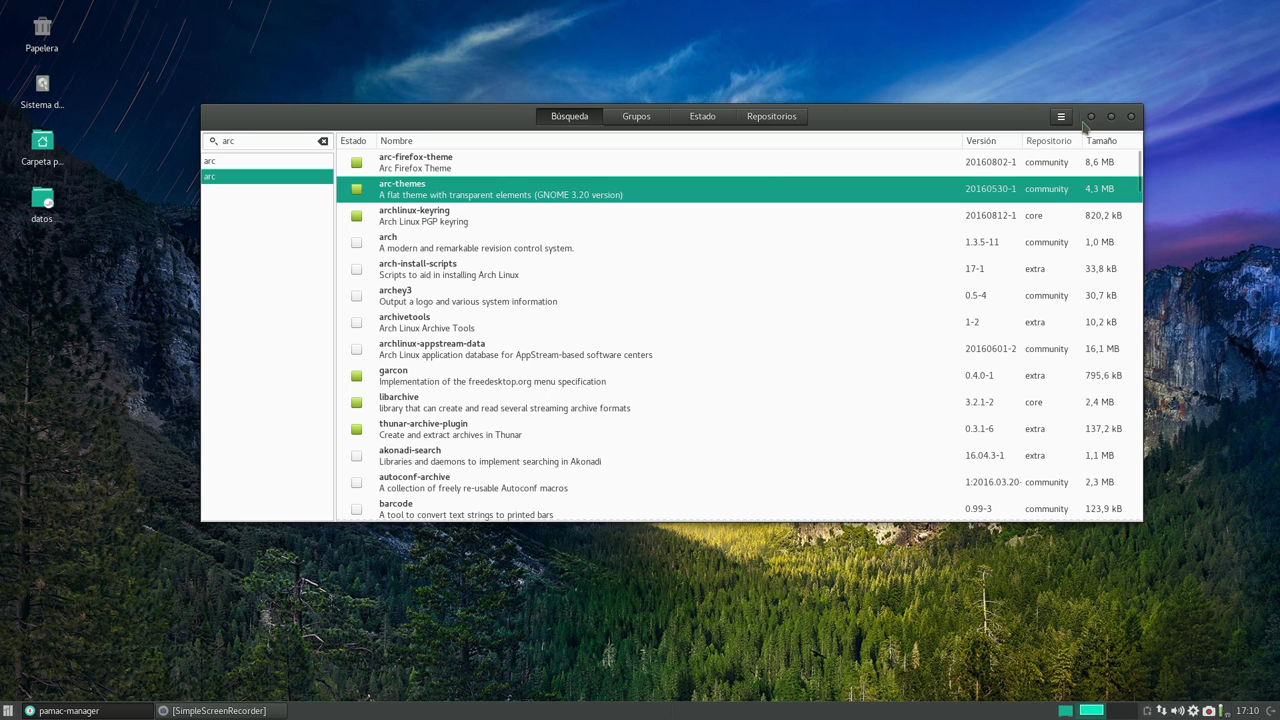 Papelera
Sistema d...
Carpeta p...
datos
Búsqueda
Grupos
Estado
Repositorios
arc
arc
arc
Estado
Nombre
Versión
Repositorio
Tamaño
arc-firefox-theme
Arc Firefox Theme
20160802-1
community
8,6 MB
arc-themes
A flat theme with transparent elements (GNOME 3.20 version)
20160530-1
community
4,3 MB
archlinux-keyring
Arch Linux PGP keyring
20160812-1
core
820,2 kB
arch
A modern and remarkable revision control system.
1.3.5-11
community
1,0 MB
arch-install-scripts
Scripts to aid in installing Arch Linux
17-1
extra
33,8 kB
archey3
Output a logo and various system information
0.5-4
community
30,7 kB
archivetools
Arch Linux Archive Tools
1-2
extra
10,2 kB
archlinux-appstream-data
Arch Linux application database for AppStream-based software centers
20160601-2
community
16,1 MB
garcon
Implementation of the freedesktop.org menu specification
0.4.0-1
extra
795,6 kB
libarchive
library that can create and read several streaming archive formats
3.2.1-2
core
2,4 MB
thunar-archive-plugin
Create and extract archives in Thunar
0.3.1-6
extra
137,2 kB
akonadi-search
Libraries and daemons to implement searching in Akonadi
16.04.3-1
extra
1,1 MB
autoconf-archive
A collection of freely re-usable Autoconf macros
1:2016.03.20-
community
2,3 MB
barcode
A tool to convert text strings to printed bars
0.99-3
community
123,9 kB
pamac-manager
[SimpleScreenRecorder]
17:10